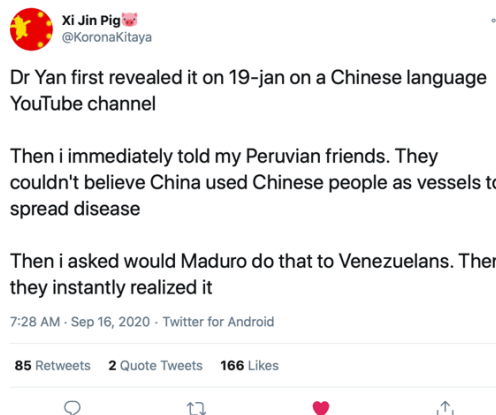 Xi Jin Pig🐷
@KoronaKitaya
Dr Yan first revealed it on 19-jan on a Chinese language
YouTube channel
Then i immediately told my Peruvian friends. They
couldn't believe China used Chinese people as vessels
spread disease
Then i asked would Maduro do that to Venezuelans.
they instantly realized it
7:28 AM · Sep 16, 2020 · Twitter for Android
85 Retweets 2 Quote Tweets 166 Likes